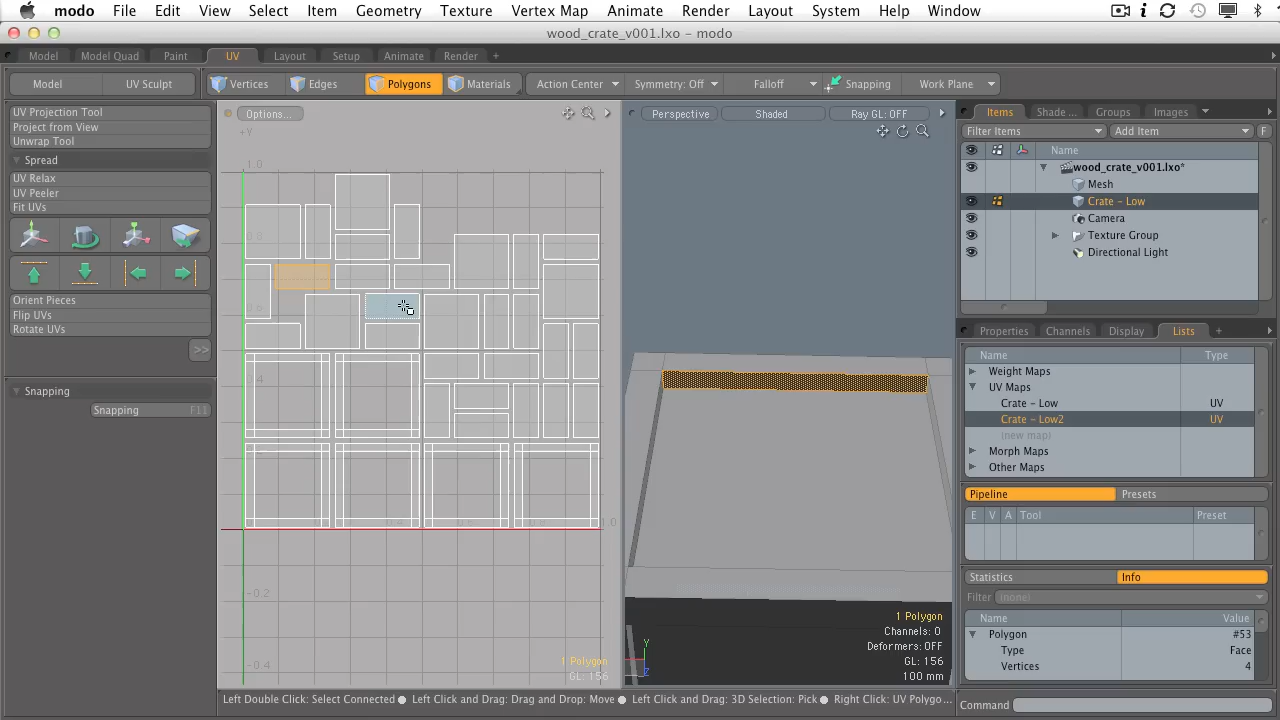 modo File Edit View Select Item Geometry Texture Vertex Map Animate Render Layout System Help Window
wood_crate_v001.lxo - modo
Model Model Quad Paint UV Layout Setup Animate Render +
Model UV Sculpt Vertices Edges Polygons Materials Action Center Symmetry: Off Falloff Snapping Work Plane
UV Projection Tool
Project from View
Unwrap Tool
Spread
UV Relax
UV Peeler
Fit UVs
Orient Pieces
Flip UVs
Rotate UVs
>>
Snapping
Snapping F11
Options...
+Y
1.0
0.4
1.0
-0.2
-0.4
1 Polygon
GL: 156
Perspective Shaded Ray GL: OFF
1 Polygon
Channels: 0
Deformers: OFF
GL: 156
100 mm
Y
Z
Items Shade ... Groups Images
Filter Items Add Item F
Name
wood_crate_v001.lxo*
Mesh
Crate - Low
Camera
Texture Group
Directional Light
Properties Channels Display Lists +
Name Type
Weight Maps
UV Maps
Crate - Low UV
Crate - Low2 UV
(new map)
Morph Maps
Other Maps
Pipeline Presets
E V A Tool Preset
Statistics Info
Filter (none)
Name Value
Polygon #53
Type Face
Vertices 4
Left Double Click: Select Connected ● Left Click and Drag: Drag and Drop: Move ● Left Click and Drag: 3D Selection: Pick ● Right Click: UV Polygo...
Command